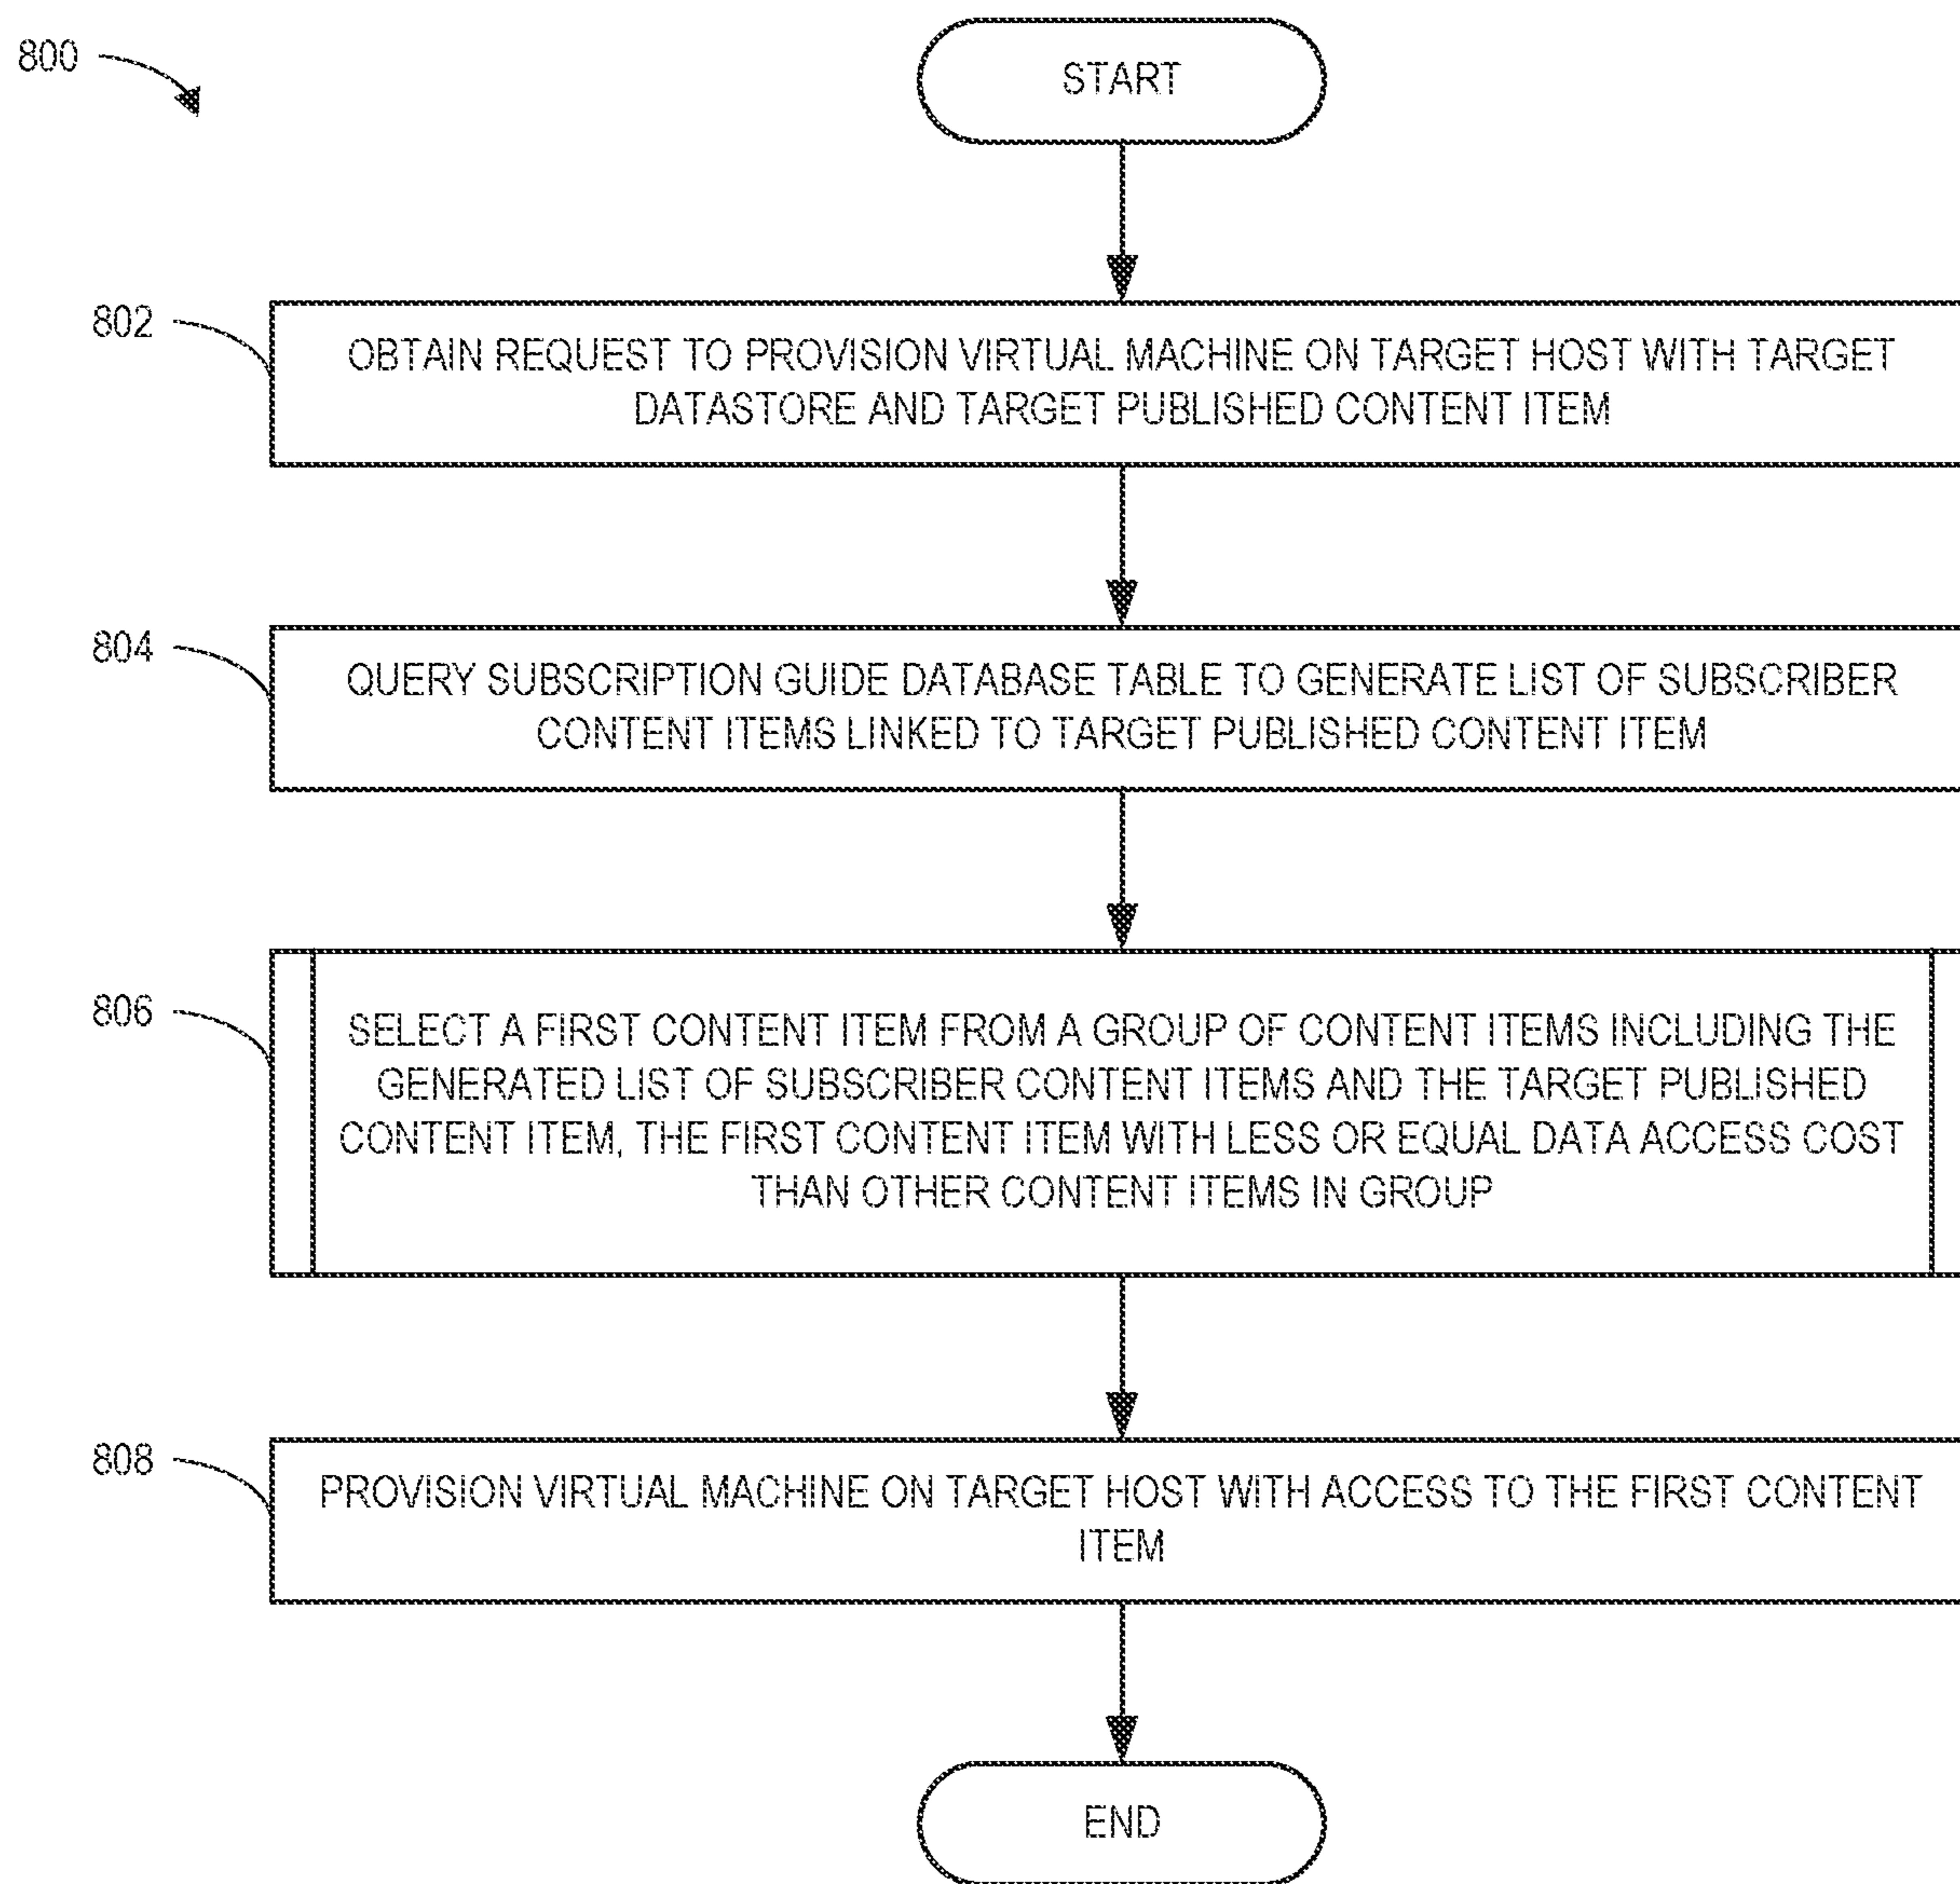 800
START
802
OBTAIN REQUEST TO PROVISION VIRTUAL MACHINE ON TARGET HOST WITH TARGET
DATASTORE AND TARGET PUBLISHED CONTENT ITEM
804
QUERY SUBSCRIPTION GUIDE DATABASE TABLE TO GENERATE LIST OF SUBSCRIBER
CONTENT ITEMS LINKED TO TARGET PUBLISHED CONTENT ITEM
806
SELECT A FIRST CONTENT ITEM FROM A GROUP OF CONTENT ITEMS INCLUDING THE
GENERATED LIST OF SUBSCRIBER CONTENT ITEMS AND THE TARGET PUBLISHED
CONTENT ITEM, THE FIRST CONTENT ITEM WITH LESS OR EQUAL DATA ACCESS COST
THAN OTHER CONTENT ITEMS IN GROUP
808
PROVISION VIRTUAL MACHINE ON TARGET HOST WITH ACCESS TO THE FIRST CONTENT
ITEM
END